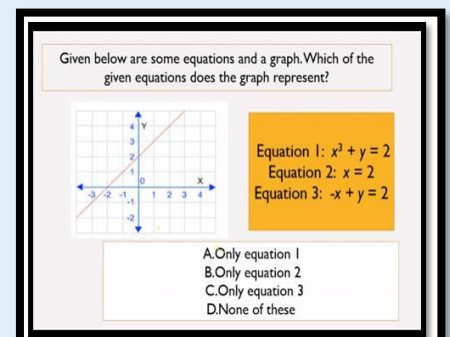 Given below are some equations and a graph.Which of the
given equations does the graph represent?
4 Y
3
2
1
0
X
-3 -2 -1 1 2 3 4
-1
-2
Equation 1: x³ + y = 2
Equation 2: x = 2
Equation 3: -x + y = 2
A.Only equation 1
B.Only equation 2
C.Only equation 3
D.None of these